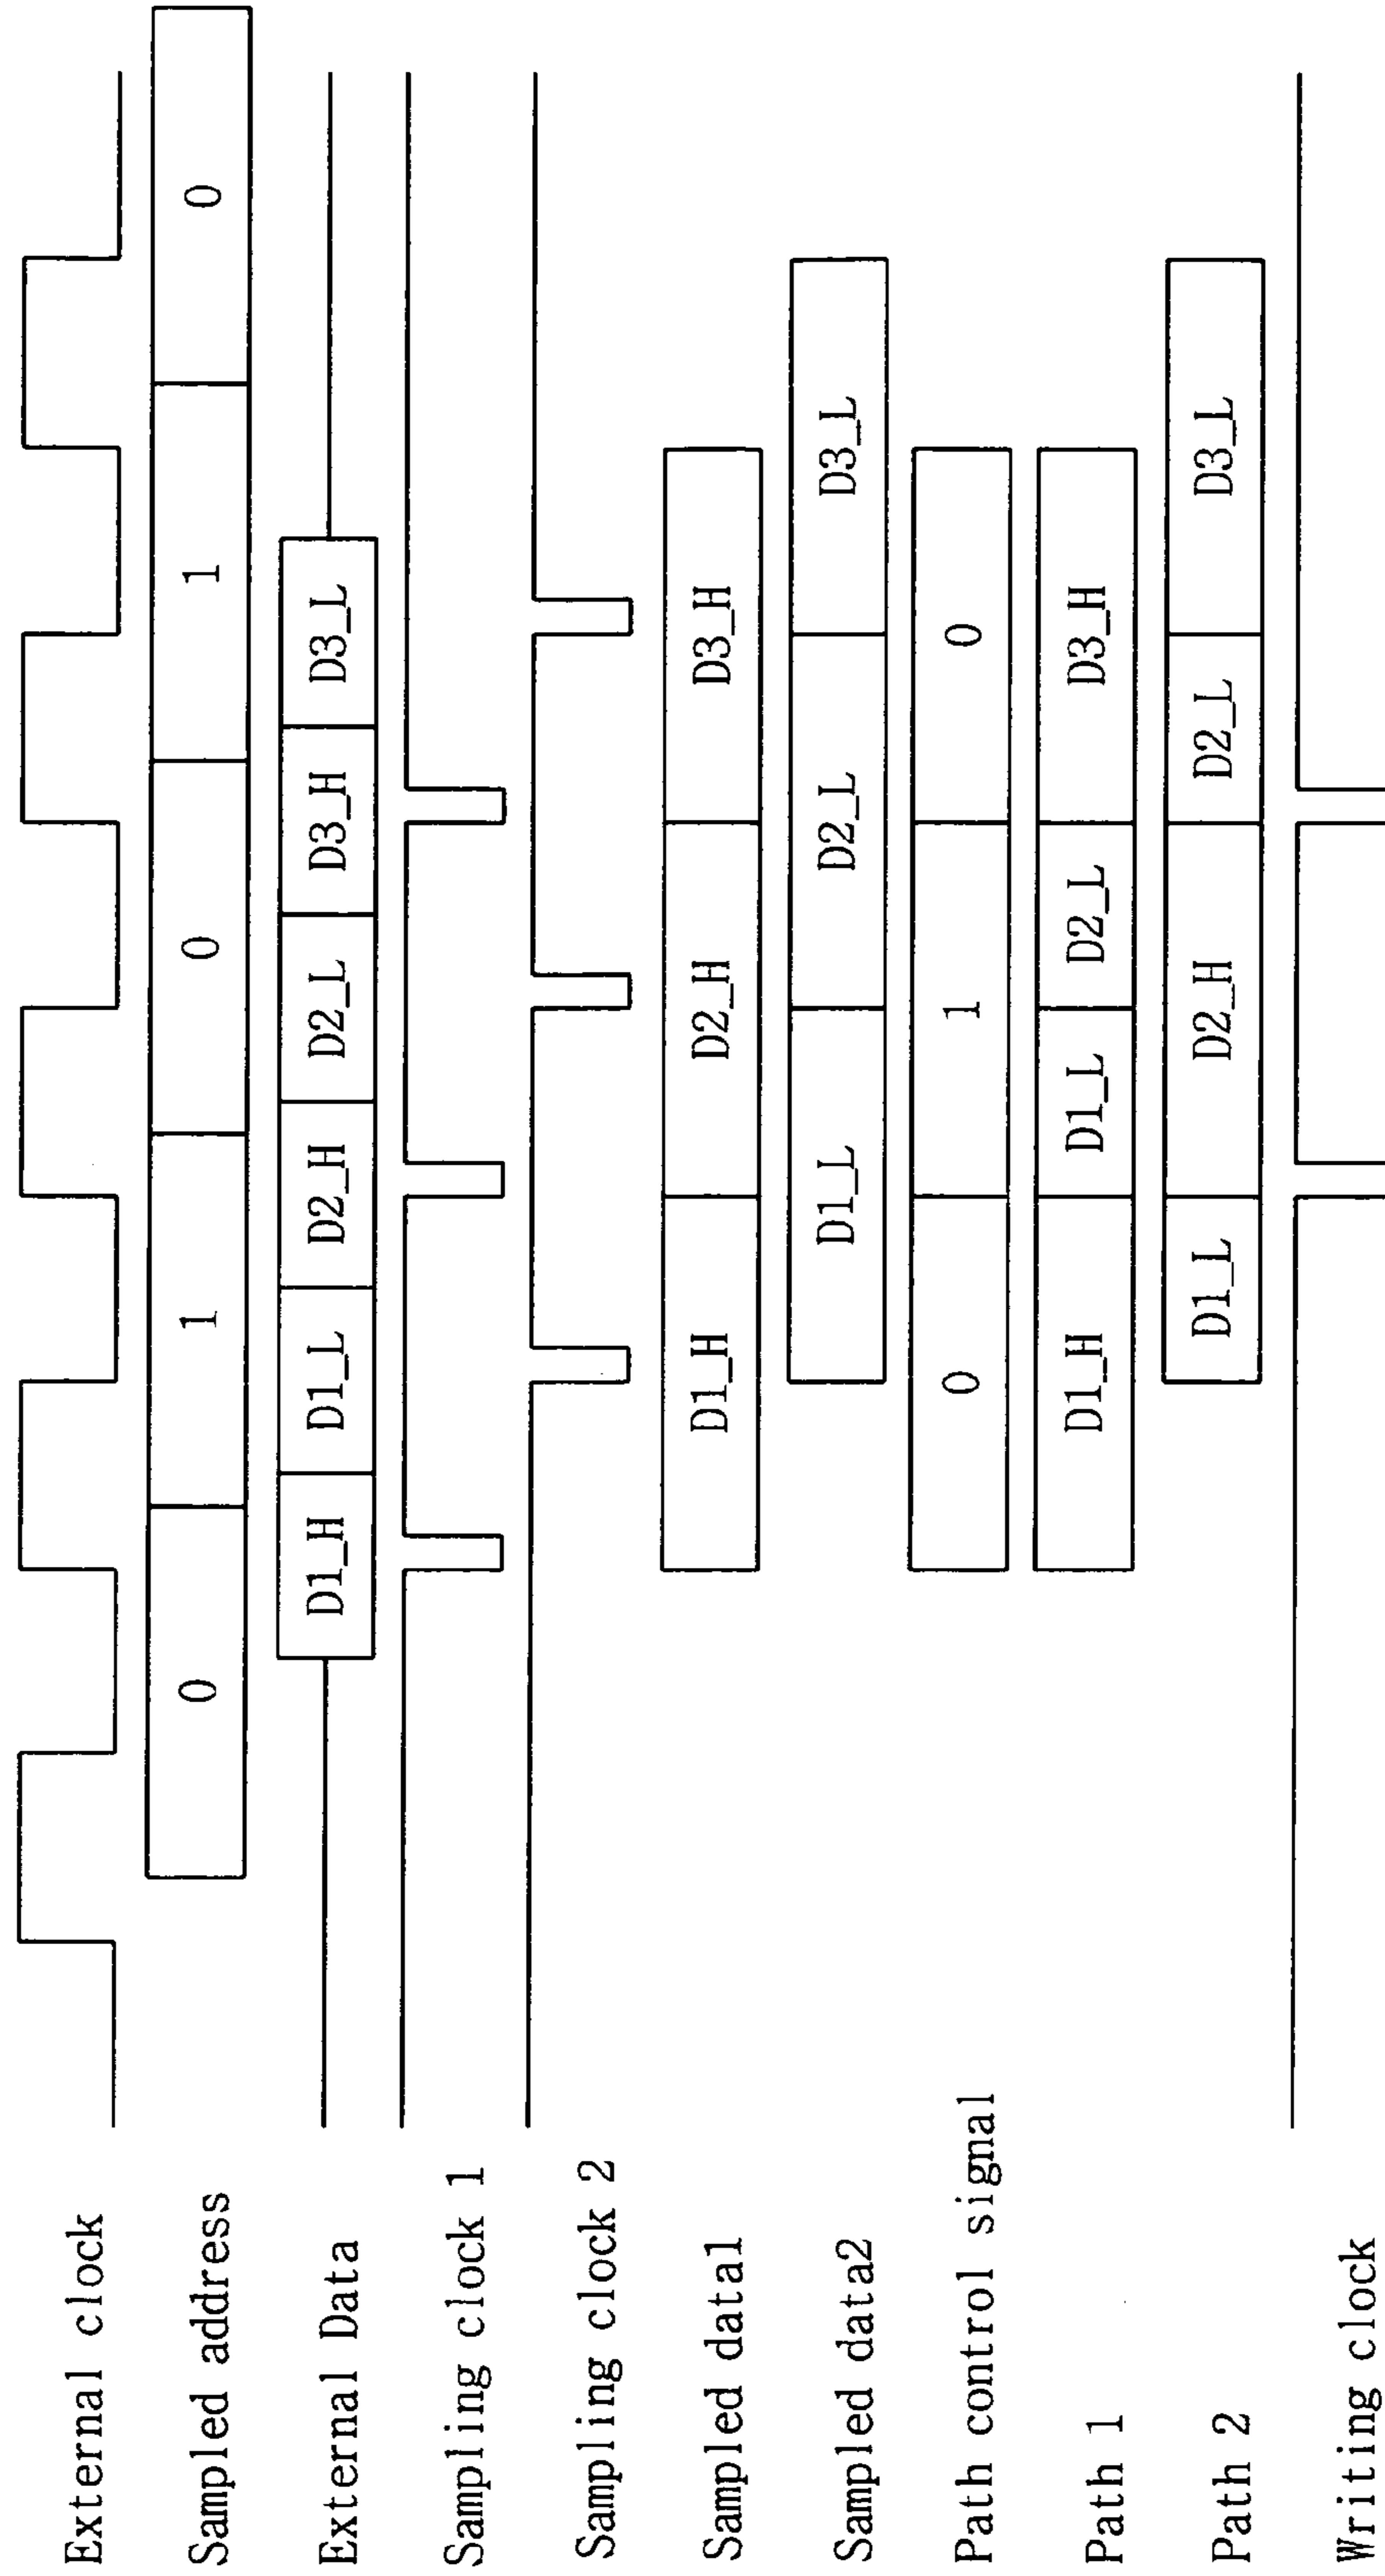 External clock
Sampled address 0 1 0 1 0
External Data D1_H D1_L D2_H D2_L D3_H D3_L
Sampling clock 1
Sampling clock 2
Sampled data1 D1_H D2_H D3_H
Sampled data2 D1_L D2_L D3_L
Path control signal 0 1 0
Path 1 D1_H D1_L D2_L D3_H
Path 2 D1_L D2_H D2_L D3_L
Writing clock